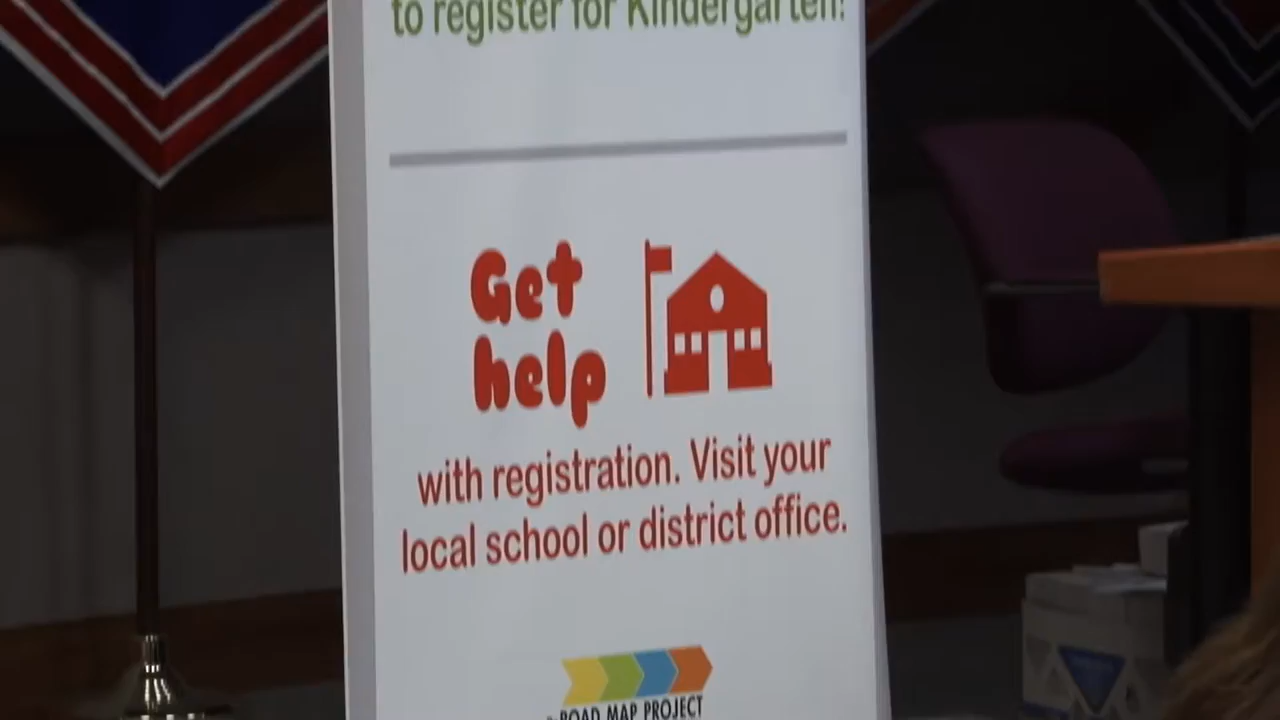 to register for Kindergarten!
Get
help
with registration. Visit your
local school or district office.
ROAD MAP PROJECT